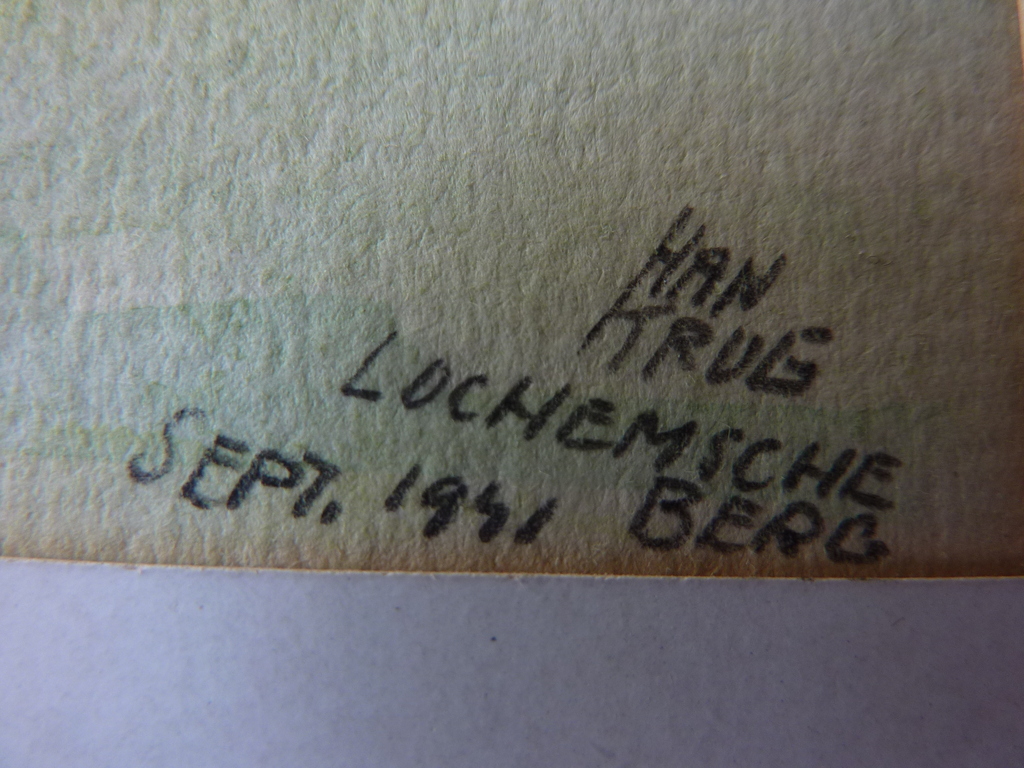 HAN
KRUG
LOCHEMSCHE
BERG
SEPT. 1941